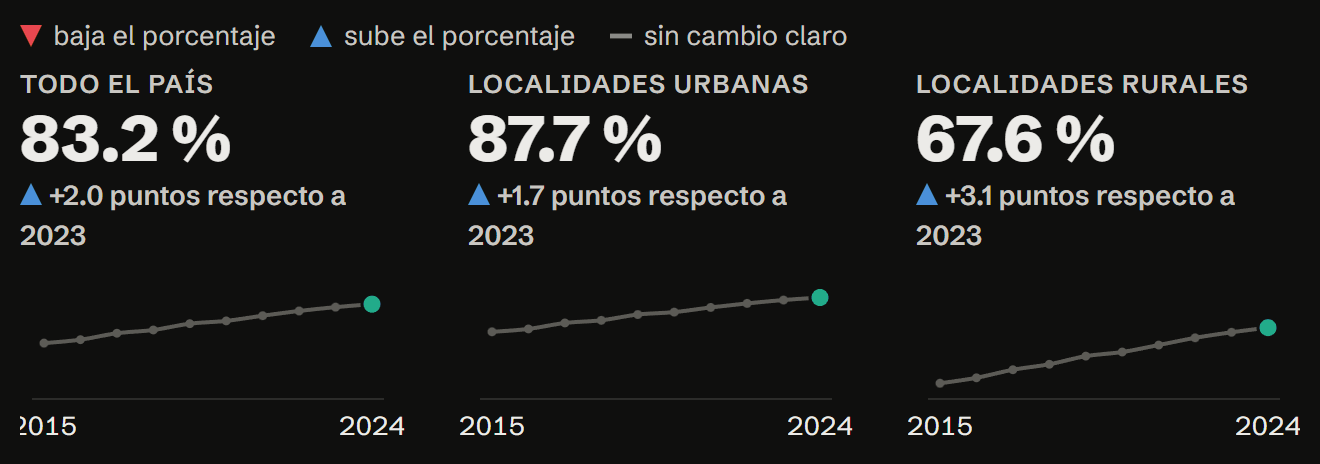 baja el porcentaje sube el porcentaje sin cambio claro
TODO EL PAÍS
83.2 %
+2.0 puntos respecto a
2023
2015 2024
LOCALIDADES URBANAS
87.7 %
+1.7 puntos respecto a
2023
2015 2024
LOCALIDADES RURALES
67.6 %
+3.1 puntos respecto a
2023
2015 2024